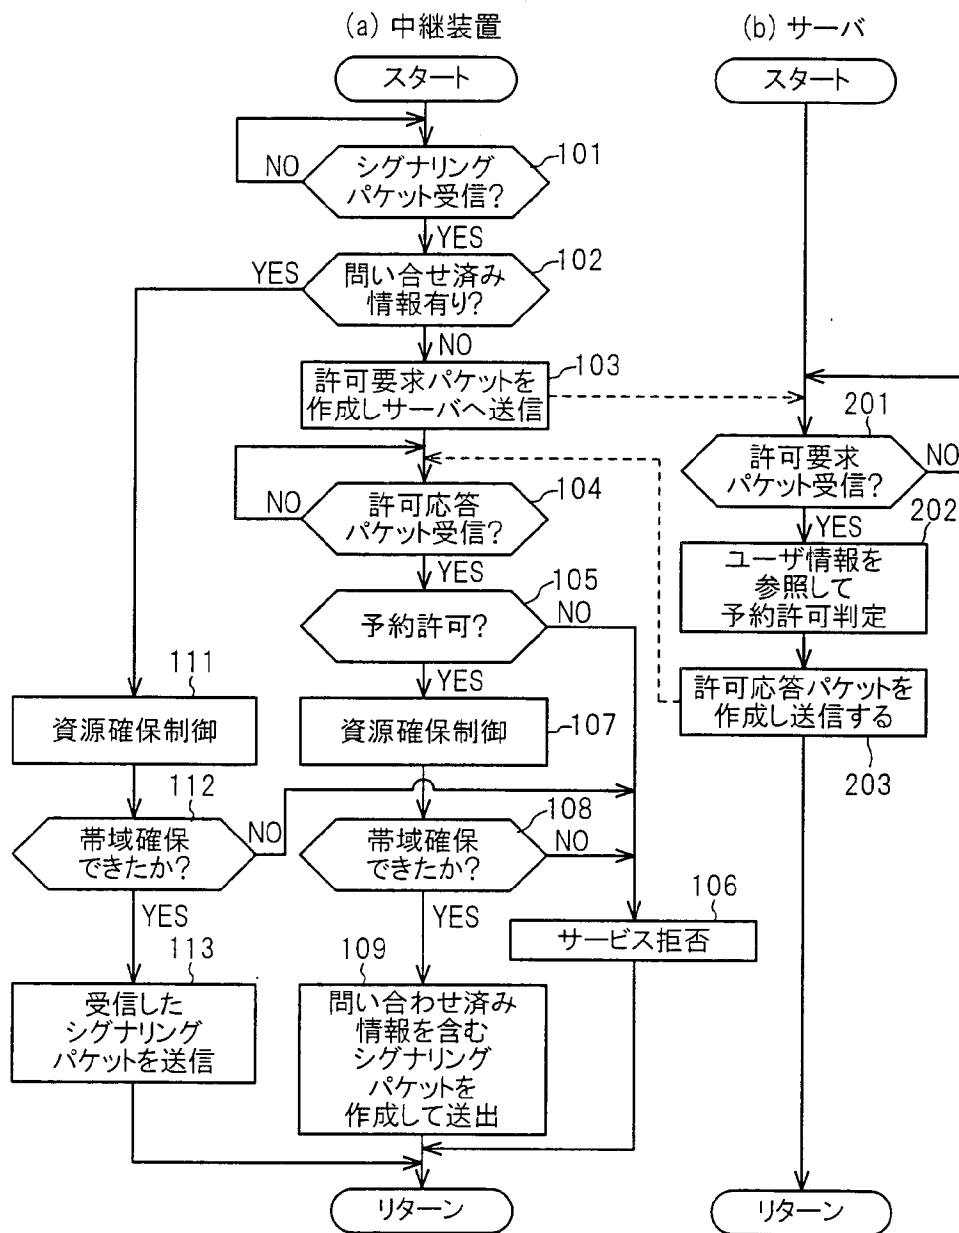 (a) 中継装置
スタート
シグナリング
パケット受信?
101
NO
YES
問い合せ済み
情報有り?
102
YES
NO
許可要求パケットを
作成しサーバへ送信
103
許可応答
パケット受信?
104
NO
YES
予約許可?
105
NO
YES
111
資源確保制御
資源確保制御
107
112
帯域確保
できたか?
NO
YES
108
帯域確保
できたか?
NO
YES
106
サービス拒否
113
受信した
シグナリング
パケットを送信
109
問い合わせ済み
情報を含む
シグナリング
パケットを
作成して送出
リターン
(b) サーバ
スタート
201
許可要求
パケット受信?
NO
YES
202
ユーザ情報を
参照して
予約許可判定
許可応答パケットを
作成し送信する
203
リターン